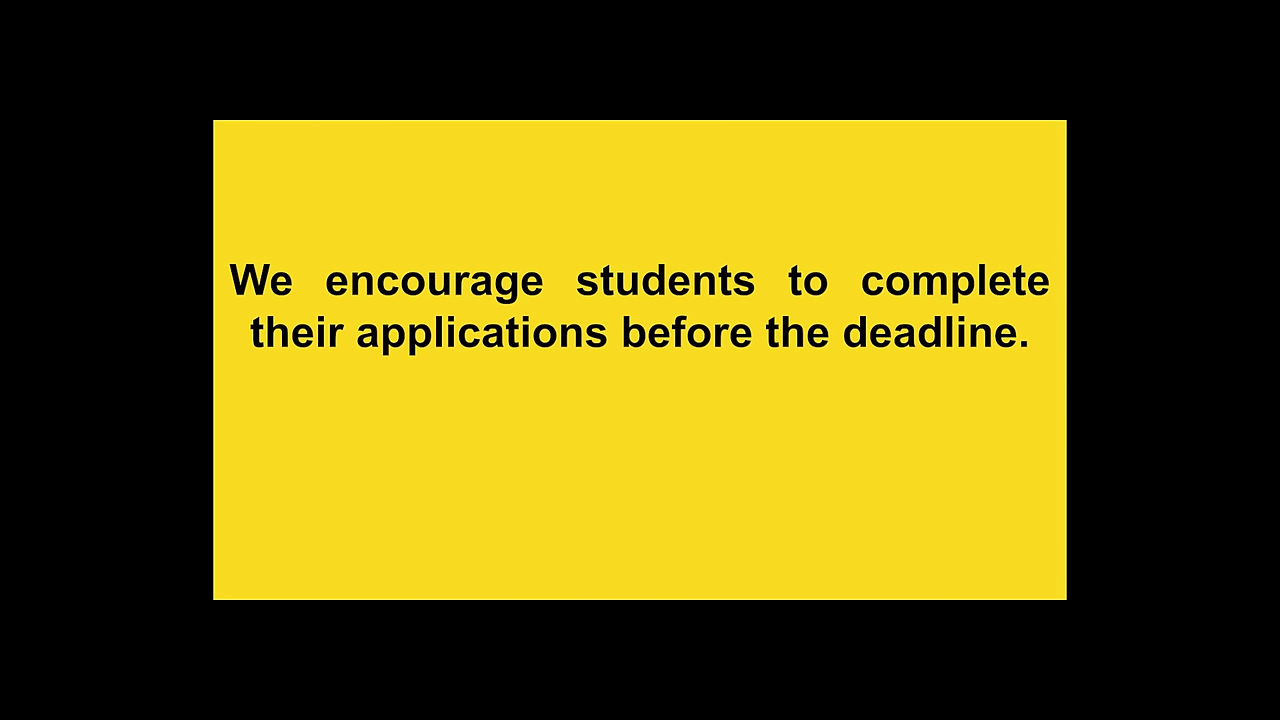 We encourage students to complete
their applications before the deadline.